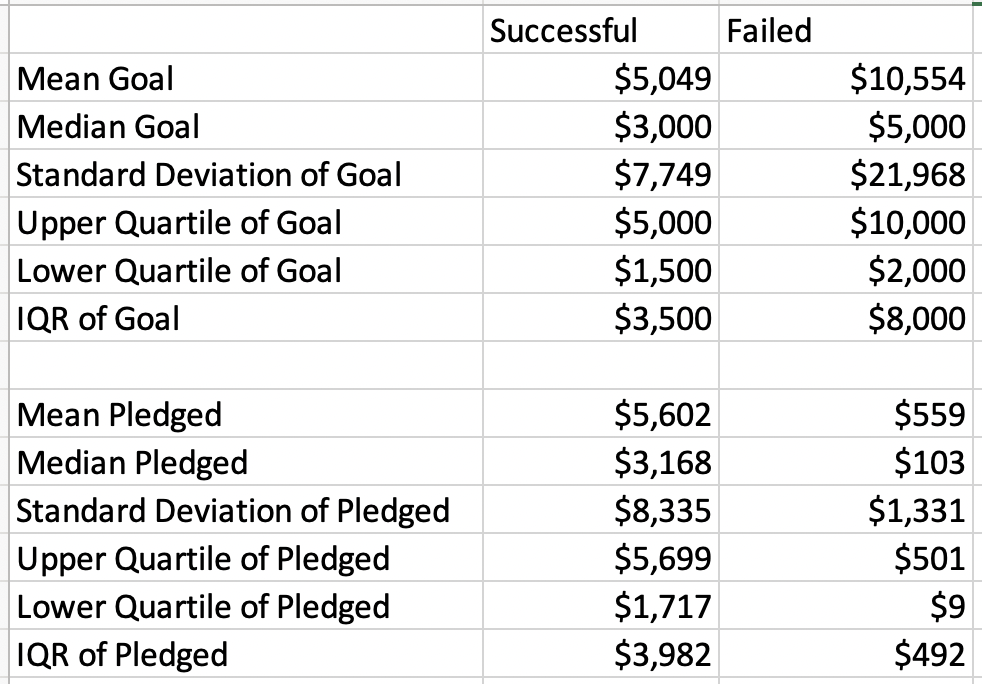 Successful Failed
Mean Goal $5,049 $10,554
Median Goal $3,000 $5,000
Standard Deviation of Goal $7,749 $21,968
Upper Quartile of Goal $5,000 $10,000
Lower Quartile of Goal $1,500 $2,000
IQR of Goal $3,500 $8,000
Mean Pledged $5,602 $559
Median Pledged $3,168 $103
Standard Deviation of Pledged $8,335 $1,331
Upper Quartile of Pledged $5,699 $501
Lower Quartile of Pledged $1,717 $9
IQR of Pledged $3,982 $492